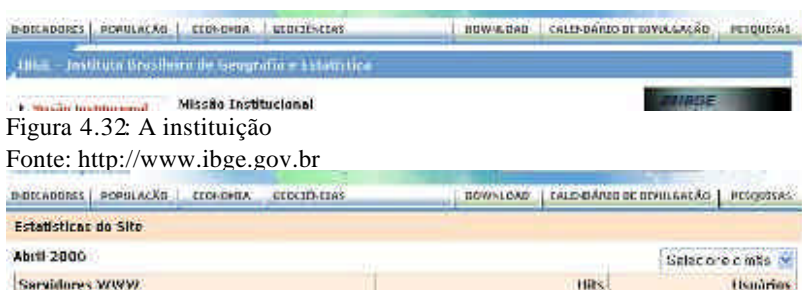 INDICADORES POPULAÇÃO ECONOMIA GEOCIÊNCIAS DOWNLOAD CALENDÁRIO DE DIVULGAÇÃO PESQUISAS
IBGE - Instituto Brasileiro de Geografia e Estatística
Missão Institucional Missão Institucional IBGE
Figura 4.32: A instituição
Fonte: http://www.ibge.gov.br
INDICADORES POPULAÇÃO ECONOMIA GEOCIÊNCIAS DOWNLOAD CALENDÁRIO DE DIVULGAÇÃO PESQUISAS
Estatísticas do Site
Abril 2006 Selecione o mês
Servidores WWW Hits Usuários